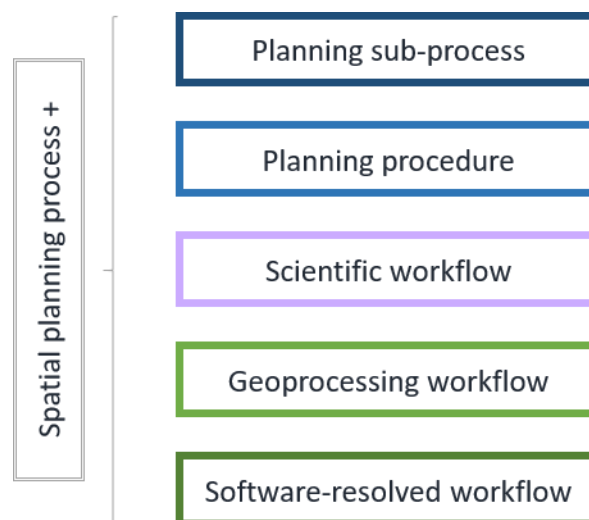 Spatial planning process +
Planning sub-process
Planning procedure
Scientific workflow
Geoprocessing workflow
Software-resolved workflow